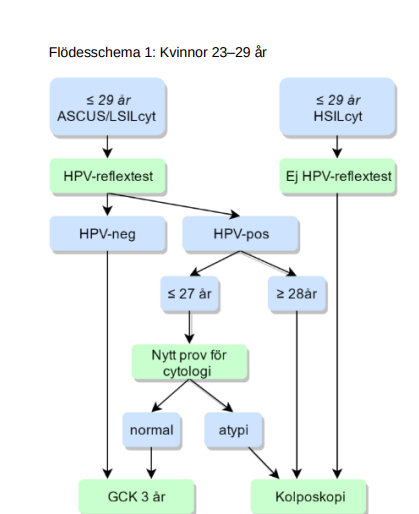 Flödesschema 1: Kvinnor 23–29 år
≤ 29 år
ASCUS/LSILcyt
≤ 29 år
HSILcyt
HPV-reflextest
Ej HPV-reflextest
HPV-neg
HPV-pos
≤ 27 år
≥ 28år
Nytt prov för
cytologi
normal
atypi
GCK 3 år
Kolposkopi